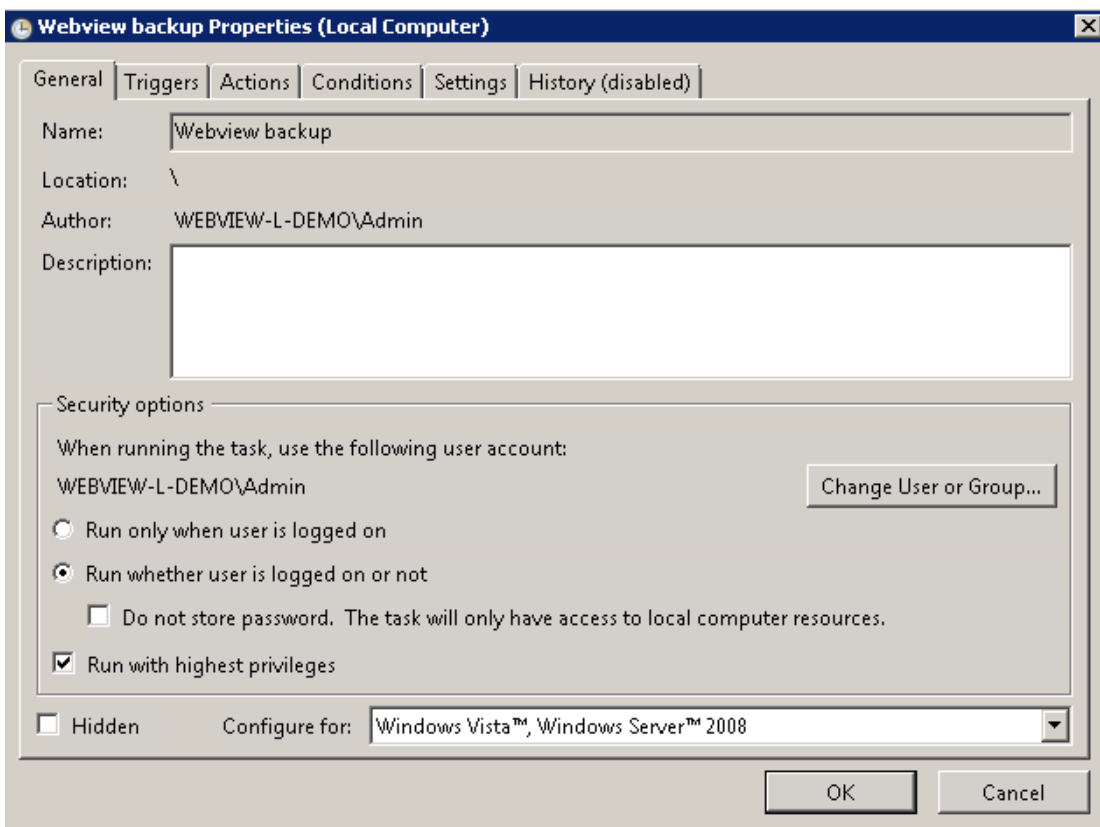 Webview backup Properties (Local Computer)
General Triggers Actions Conditions Settings History (disabled)
Name: Webview backup
Location: \
Author: WEBVIEW-L-DEMO\Admin
Description:
Security options
When running the task, use the following user account:
WEBVIEW-L-DEMO\Admin Change User or Group...
Run only when user is logged on
Run whether user is logged on or not
Do not store password. The task will only have access to local computer resources.
Run with highest privileges
Hidden Configure for: Windows Vista™, Windows Server™ 2008
OK Cancel